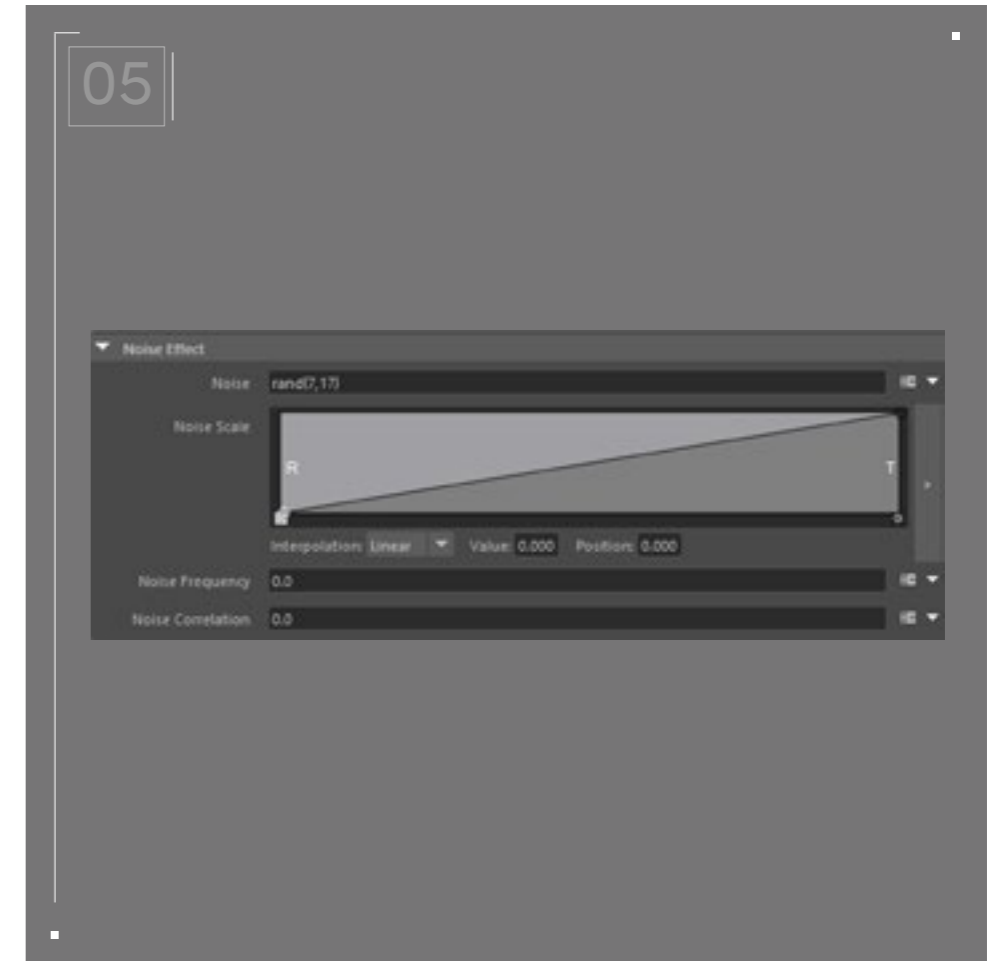 05
Noise Effect
Noise rand(7,17)
Noise Scale
R T
Interpolation: Linear Value: 0.000 Position: 0.000
Noise Frequency 0.0
Noise Correlation 0.0